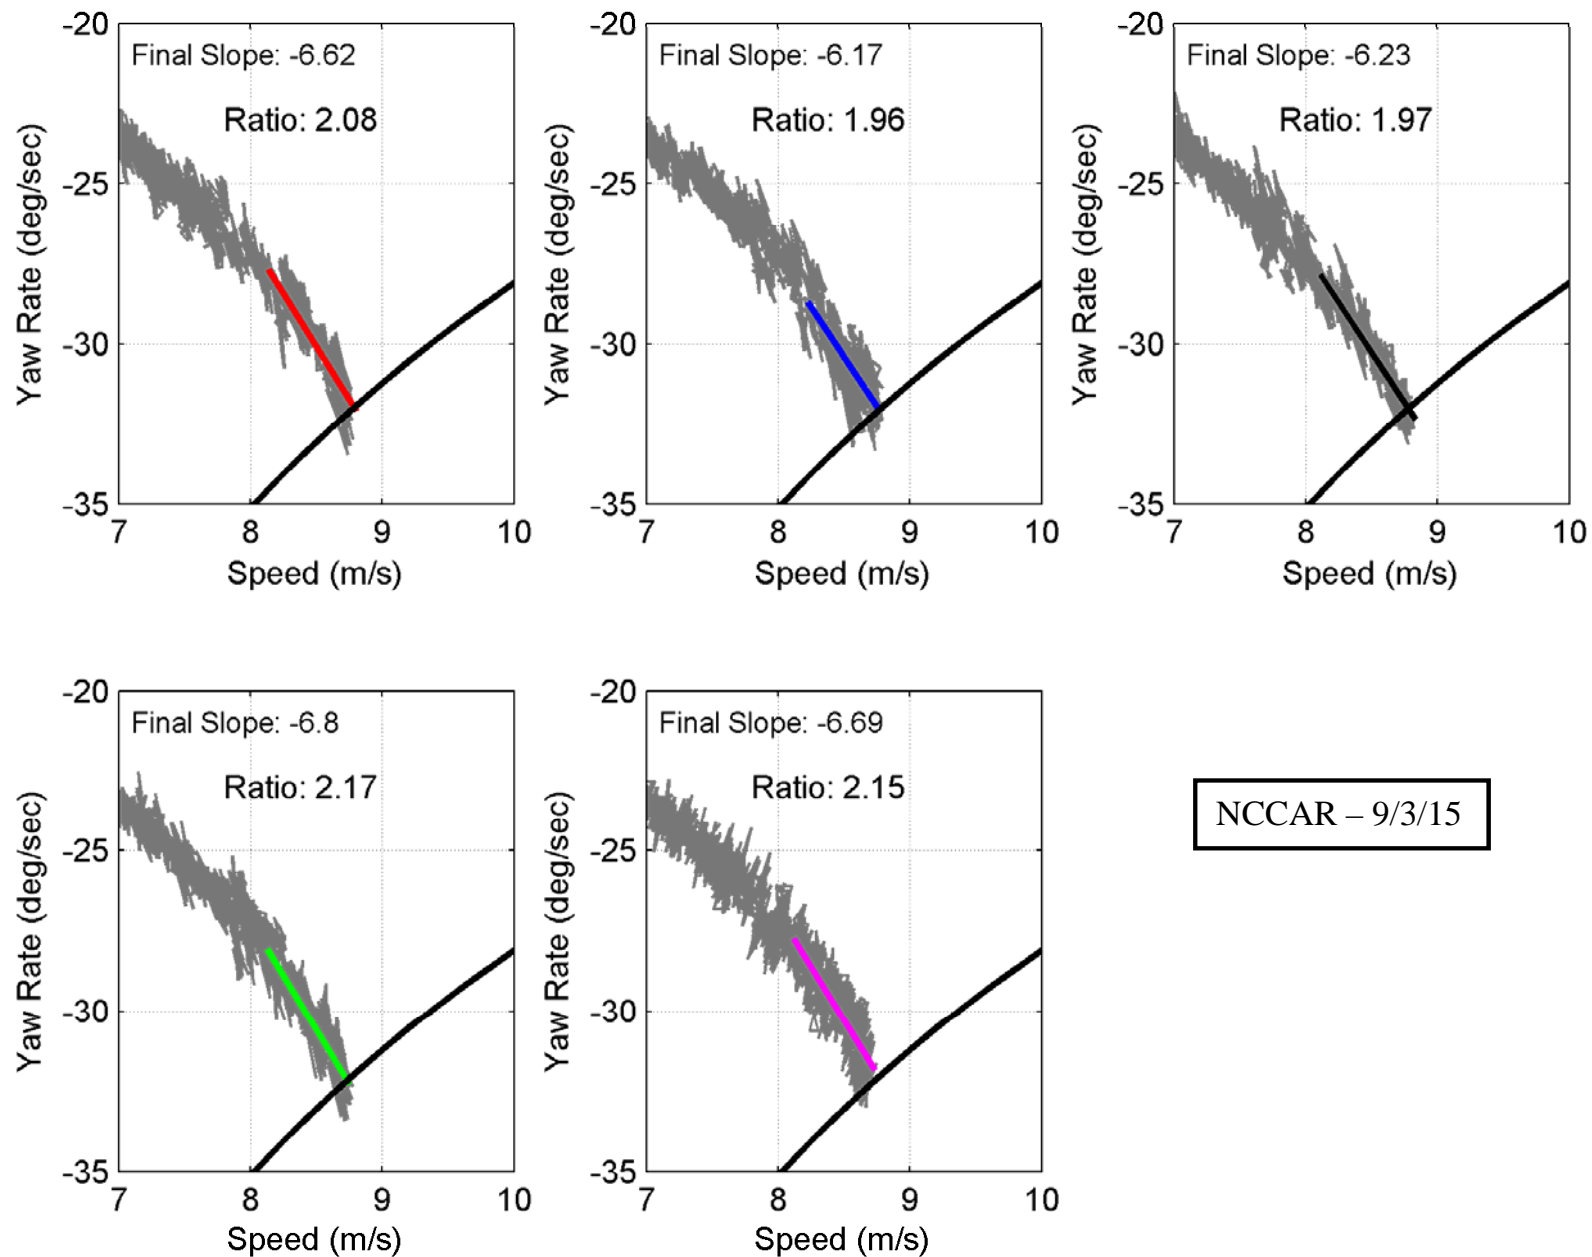 -20
Final Slope: -6.62
Ratio: 2.08
-25
-30
-35
7 8 9 10
Speed (m/s)
Yaw Rate (deg/sec)
-20
Final Slope: -6.17
Ratio: 1.96
-25
-30
-35
7 8 9 10
Speed (m/s)
Yaw Rate (deg/sec)
-20
Final Slope: -6.23
Ratio: 1.97
-25
-30
-35
7 8 9 10
Speed (m/s)
Yaw Rate (deg/sec)
-20
Final Slope: -6.8
Ratio: 2.17
-25
-30
-35
7 8 9 10
Speed (m/s)
Yaw Rate (deg/sec)
-20
Final Slope: -6.69
Ratio: 2.15
-25
-30
-35
7 8 9 10
Speed (m/s)
Yaw Rate (deg/sec)
NCCAR – 9/3/15